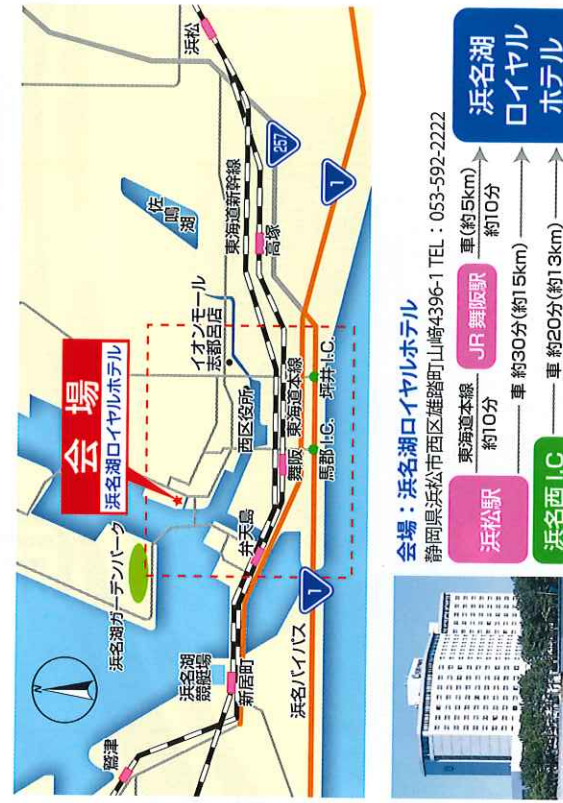 浜松
佐鳴湖
257
東海道新幹線
高塚
1
イオンモール
志都呂店
会場
浜名湖ロイヤルホテル
西区役所
舞阪
東海道本線
坪井I.C.
馬郡I.C.
浜名湖ガーデンパーク
弁天島
1
N
浜名湖
競艇場
新居町
浜名バイパス
鷲津
会場:浜名湖ロイヤルホテル
静岡県浜松市西区雄踏町山﨑4396-1 TEL:053-592-2222
浜松駅
東海道本線
約10分
JR 舞阪駅
車(約5km)
約10分
車 約30分(約15km)
浜名西 I.C
車 約20分(約13km)
浜名湖
ロイヤル
ホテル